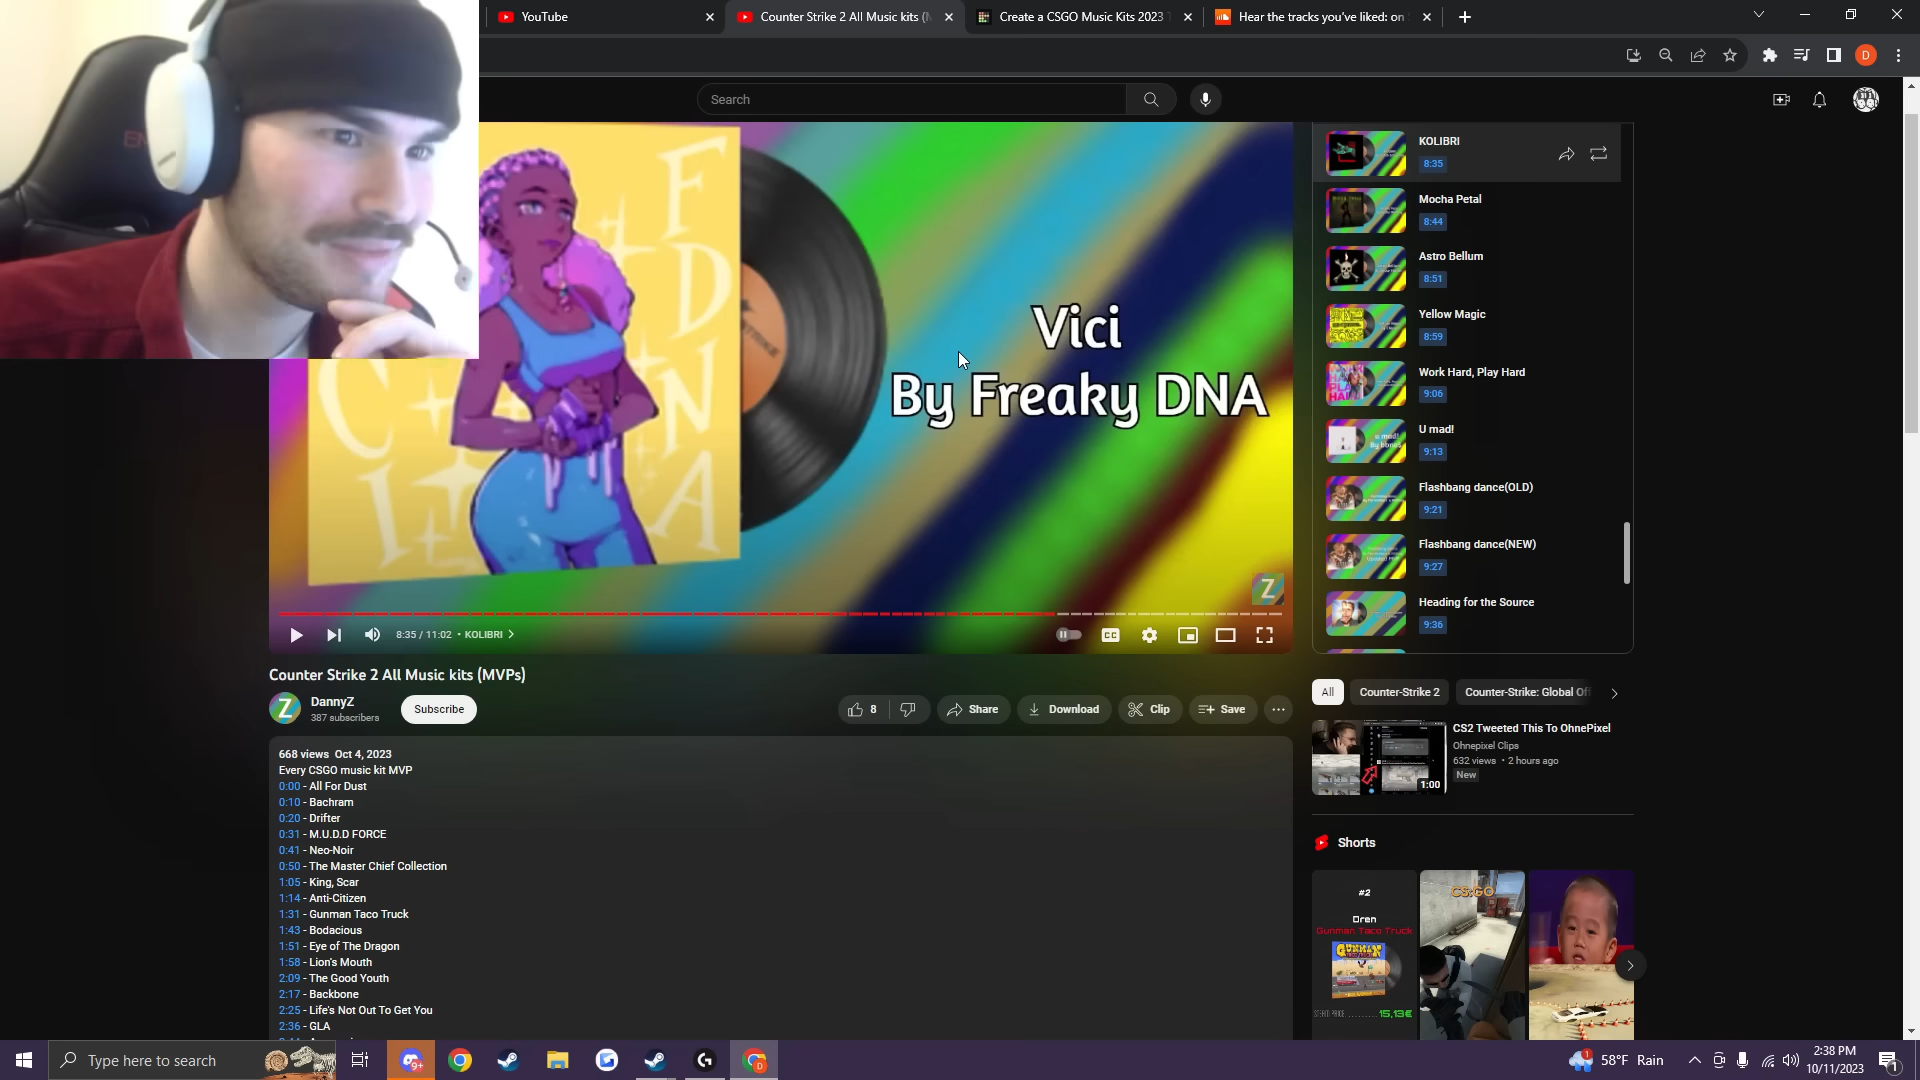 YouTube
Counter Strike 2 All Music kits (M
Create a CSGO Music Kits 2023 T
Hear the tracks you've liked: on
D
Search
F
D
N
A
Vici
By Freaky DNA
Z
8:35 / 11:02 • KOLIBRI
CC
KOLIBRI
8:35
Mocha Petal
8:44
Astro Bellum
8:51
Yellow Magic
8:59
Work Hard, Play Hard
9:06
U mad!
9:13
Flashbang dance(OLD)
9:21
Flashbang dance(NEW)
9:27
Heading for the Source
9:36
Counter Strike 2 All Music kits (MVPs)
Z
DannyZ
387 subscribers
Subscribe
8
Share
Download
Clip
Save
668 views Oct 4, 2023
Every CSGO music kit MVP
0:00 - All For Dust
0:10 - Bachram
0:20 - Drifter
0:31 - M.U.D.D FORCE
0:41 - Neo-Noir
0:50 - The Master Chief Collection
1:05 - King, Scar
1:14 - Anti-Citizen
1:31 - Gunman Taco Truck
1:43 - Bodacious
1:51 - Eye of The Dragon
1:58 - Lion's Mouth
2:09 - The Good Youth
2:17 - Backbone
2:25 - Life's Not Out To Get You
2:36 - GLA
All
Counter-Strike 2
Counter-Strike: Global Of
CS2 Tweeted This To OhnePixel
Ohnepixel Clips
632 views • 2 hours ago
New
1:00
Shorts
#2
Dren
Gunman Taco Truck
GUNMAN
15,13€
CS:GO
Type here to search
9+
D
58°F Rain
2:38 PM
10/11/2023
1